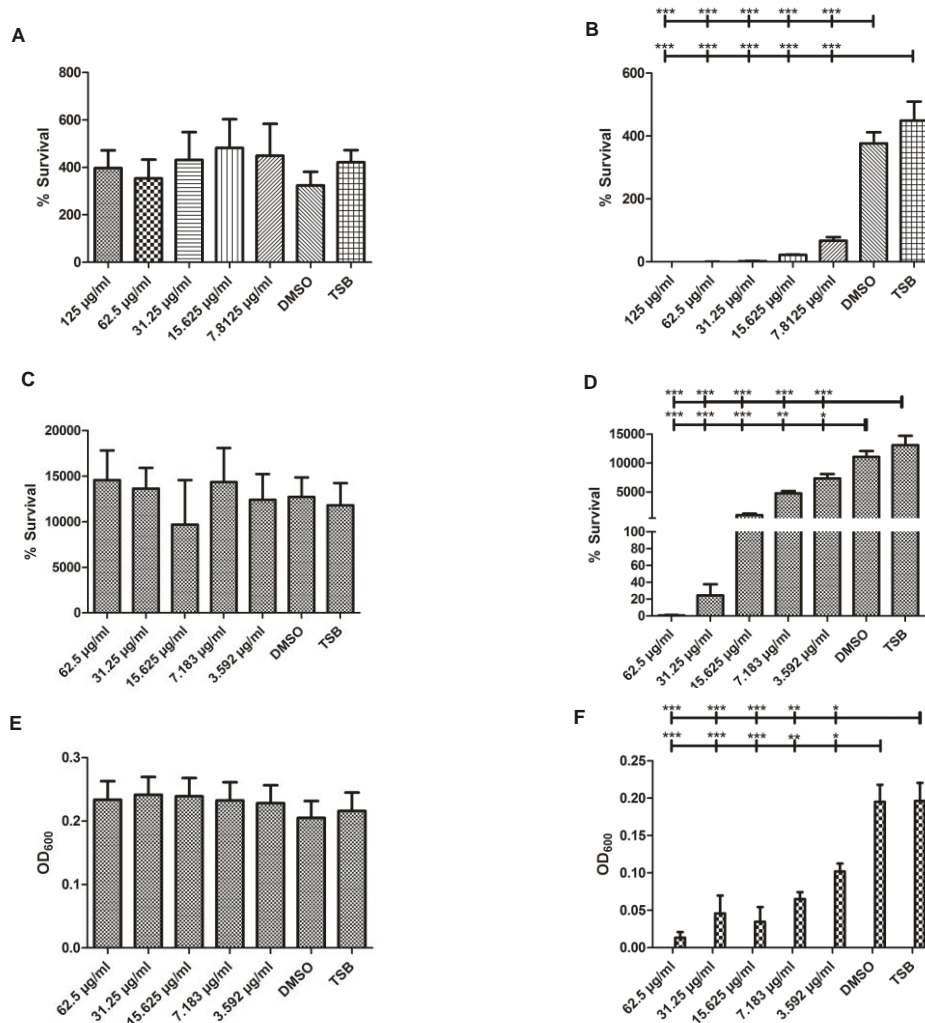 A
% Survival
800
600
400
200
0
125 µg/ml
62.5 µg/ml
31.25 µg/ml
15.625 µg/ml
7.8125 µg/ml
DMSO
TSB
B
*** *** *** *** ***
*** *** *** *** ***
% Survival
600
400
200
0
125 µg/ml
62.5 µg/ml
31.25 µg/ml
15.625 µg/ml
7.8125 µg/ml
DMSO
TSB
C
% Survival
20000
15000
10000
5000
0
62.5 µg/ml
31.25 µg/ml
15.625 µg/ml
7.183 µg/ml
3.592 µg/ml
DMSO
TSB
D
*** *** *** *** ***
*** *** *** ** *
% Survival
15000
10000
5000
100
80
60
40
20
0
62.5 µg/ml
31.25 µg/ml
15.625 µg/ml
7.183 µg/ml
3.592 µg/ml
DMSO
TSB
E
OD600
0.3
0.2
0.1
0.0
62.5 µg/ml
31.25 µg/ml
15.625 µg/ml
7.183 µg/ml
3.592 µg/ml
DMSO
TSB
F
*** *** *** ** *
*** *** *** ** *
OD600
0.25
0.20
0.15
0.10
0.05
0.00
62.5 µg/ml
31.25 µg/ml
15.625 µg/ml
7.183 µg/ml
3.592 µg/ml
DMSO
TSB